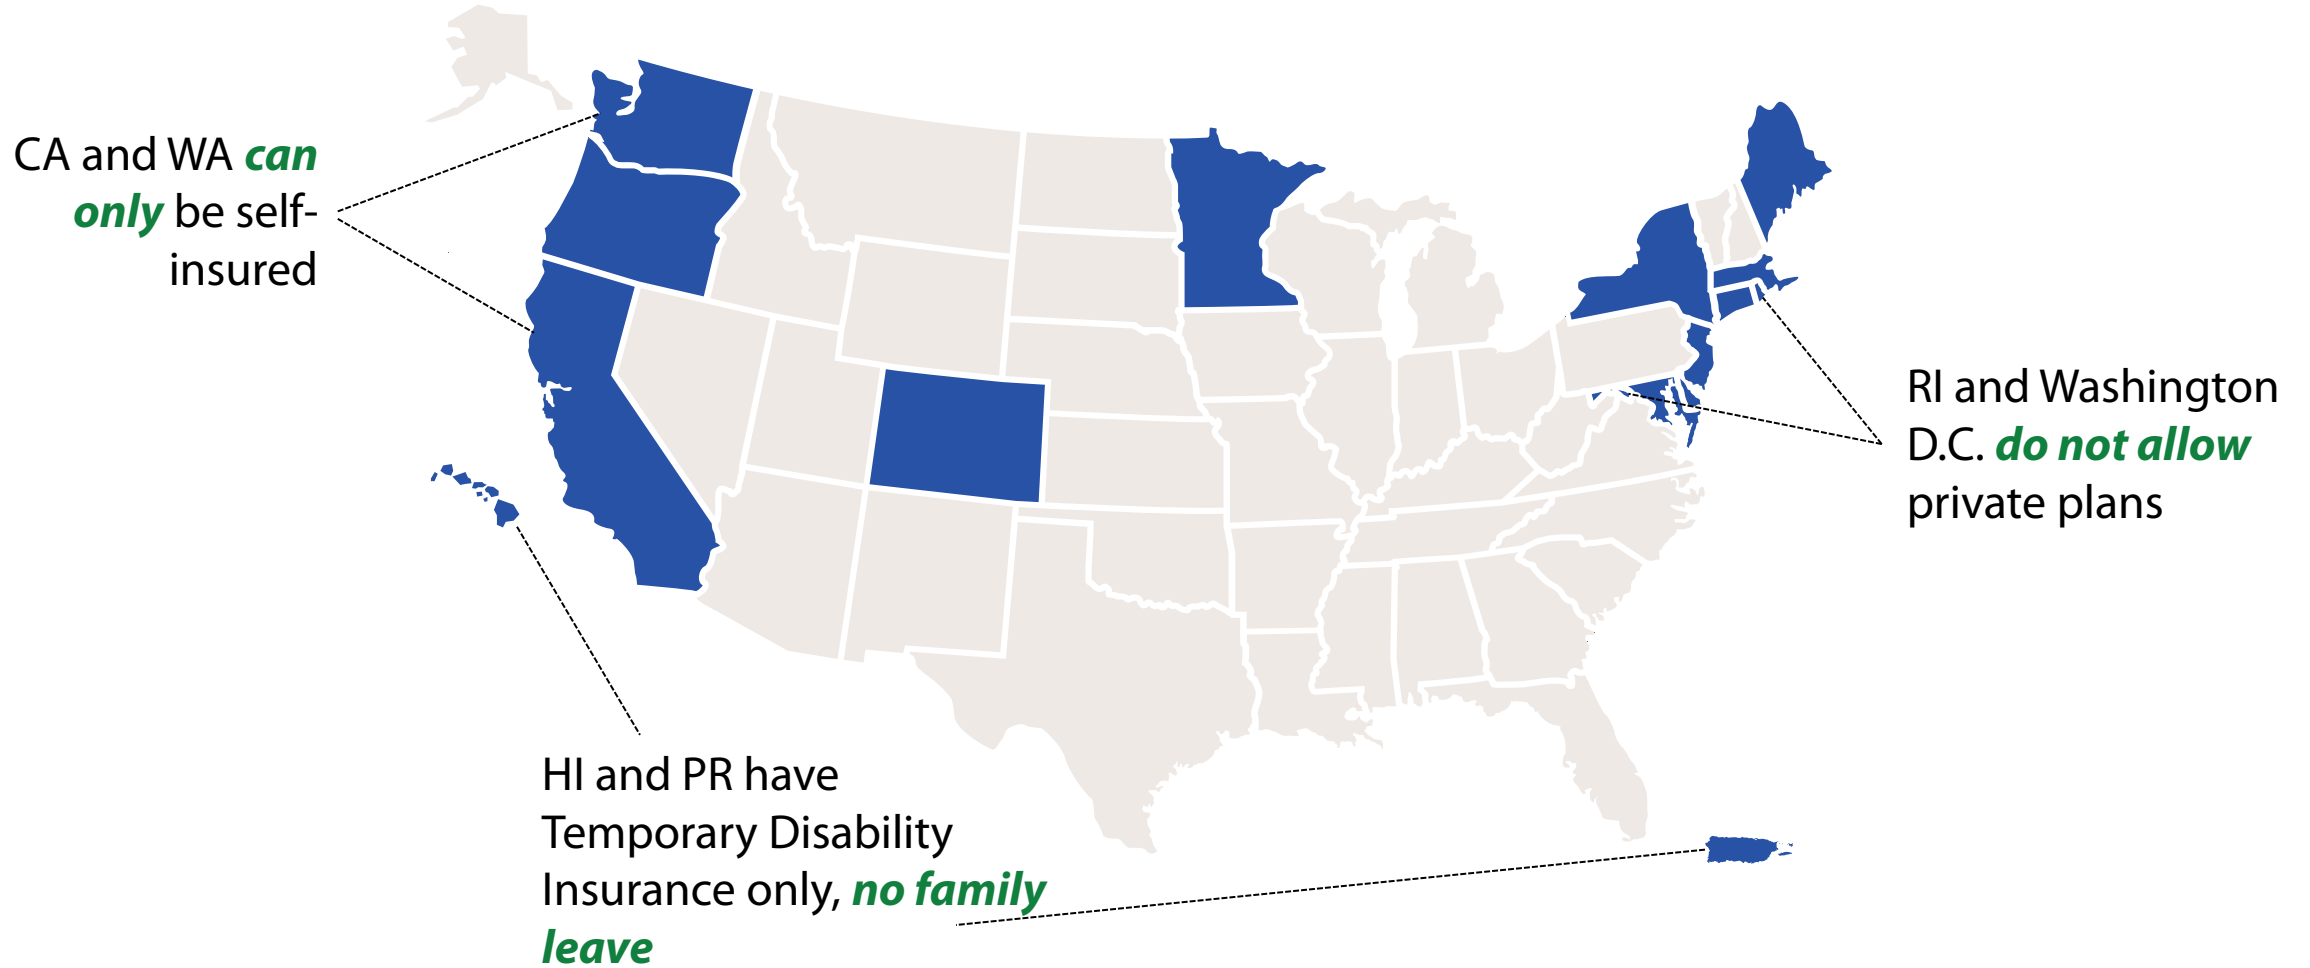 CA and WA can
only be self-
insured
RI and Washington
D.C. do not allow
private plans
HI and PR have
Temporary Disability
Insurance only, no family
leave